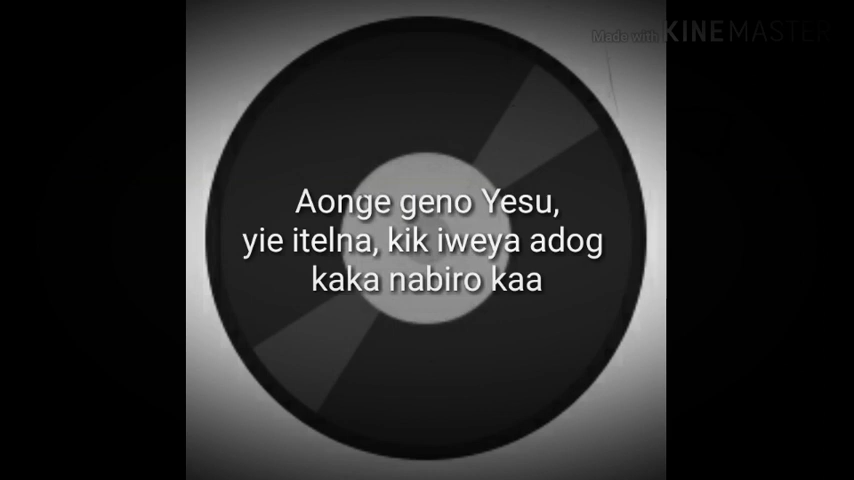 Made with KINEMASTER
Aonge geno Yesu,
yie itelna, kik iweya adog
kaka nabiro kaa